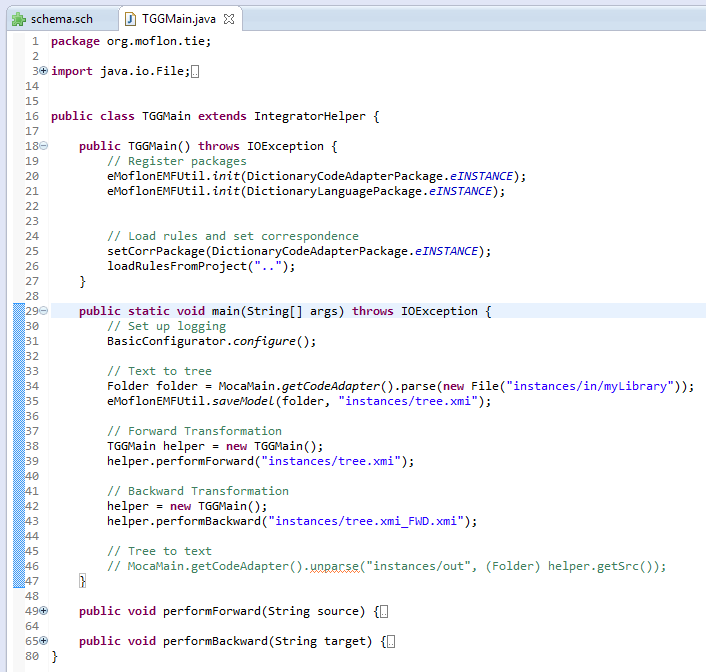 schema.sch TGGMain.java
1 package org.moflon.tie;
2
3 import java.io.File;
14
15
16 public class TGGMain extends IntegratorHelper {
17
18 public TGGMain() throws IOException {
19 // Register packages
20 eMoflonEMFUtil.init(DictionaryCodeAdapterPackage.eINSTANCE);
21 eMoflonEMFUtil.init(DictionaryLanguagePackage.eINSTANCE);
22
23
24 // Load rules and set correspondence
25 setCorrPackage(DictionaryCodeAdapterPackage.eINSTANCE);
26 loadRulesFromProject("..");
27 }
28
29 public static void main(String[] args) throws IOException {
30 // Set up logging
31 BasicConfigurator.configure();
32
33 // Text to tree
34 Folder folder = MocaMain.getCodeAdapter().parse(new File("instances/in/myLibrary"));
35 eMoflonEMFUtil.saveModel(folder, "instances/tree.xmi");
36
37 // Forward Transformation
38 TGGMain helper = new TGGMain();
39 helper.performForward("instances/tree.xmi");
40
41 // Backward Transformation
42 helper = new TGGMain();
43 helper.performBackward("instances/tree.xmi_FWD.xmi");
44
45 // Tree to text
46 // MocaMain.getCodeAdapter().unparse("instances/out", (Folder) helper.getSrc());
47 }
48
49 public void performForward(String source) {
64
65 public void performBackward(String target) {
80 }